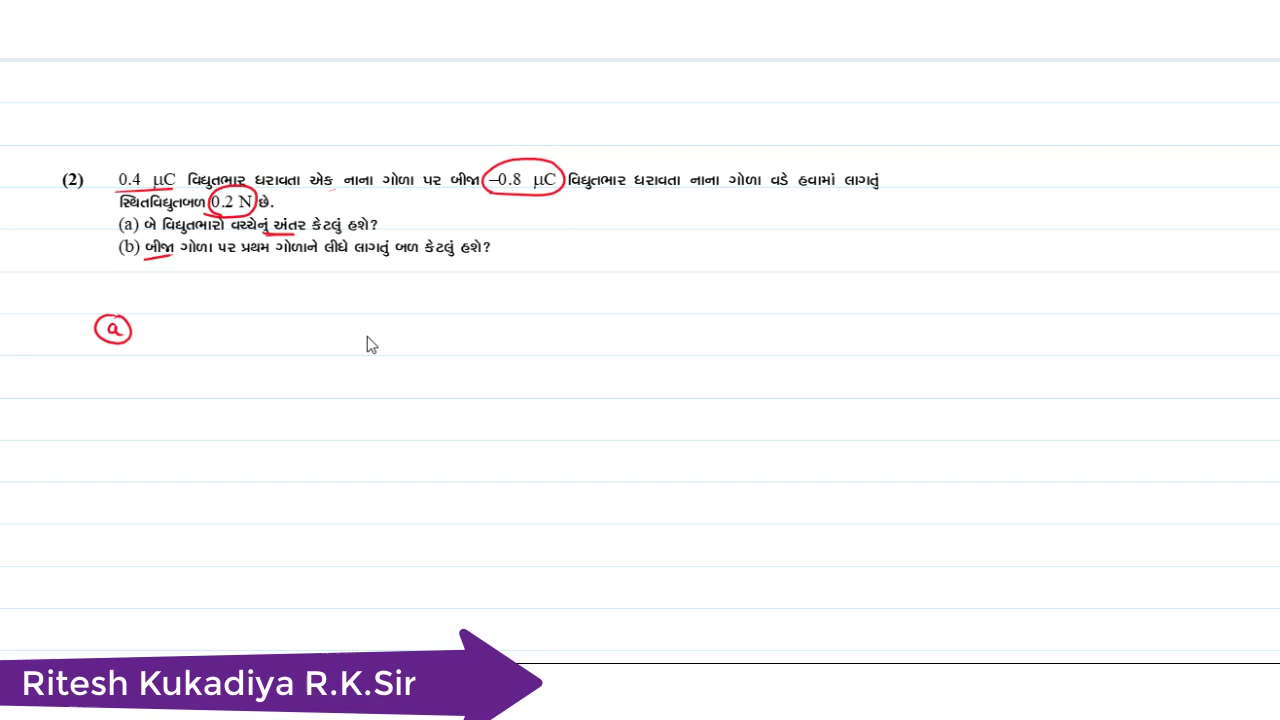 (2) 0.4 μC વિદ્યુતભાર ધરાવતા એક નાના ગોળા પર બીજા –0.8 μC વિદ્યુતભાર ધરાવતા નાના ગોળા વડે હવામાં લાગતું
સ્થિતવિદ્યુતબળ 0.2 N છે.
(a) બે વિદ્યુતભારો વચ્ચેનું અંતર કેટલું હશે?
(b) બીજા ગોળા પર પ્રથમ ગોળાને લીધે લાગતું બળ કેટલું હશે?
a
Ritesh Kukadiya R.K.Sir